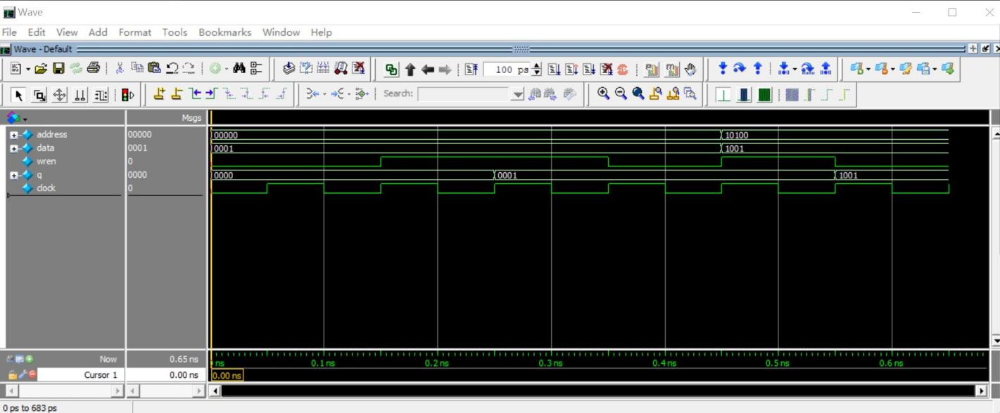 Wave
File Edit View Add Format Tools Bookmarks Window Help
Wave - Default
100 ps
Search:
Msgs
address 00000 00000 10100
data 0001 0001 1001
wren 0
q 0000 0000 0001 1001
clock 0
Now 0.65 ns ns 0.1 ns 0.2 ns 0.3 ns 0.4 ns 0.5 ns 0.6 ns
Cursor 1 0.00 ns 0.00 ns
0 ps to 683 ps